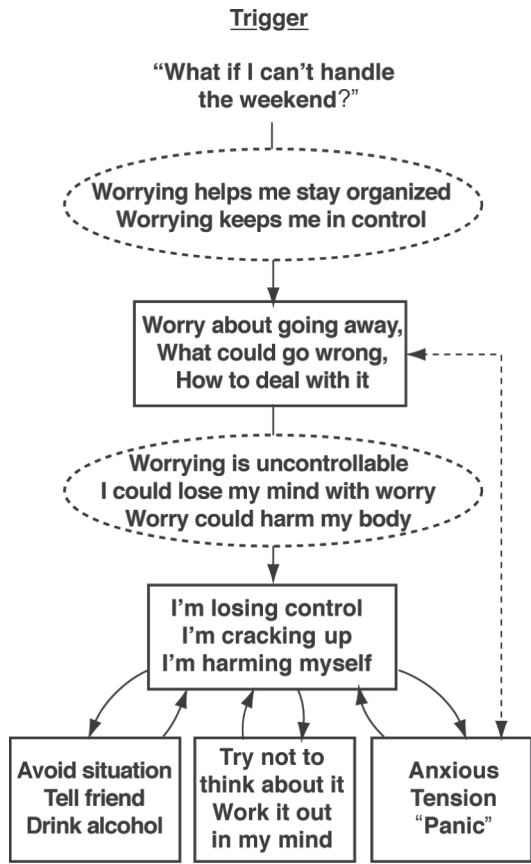 Trigger
“What if I can’t handle
the weekend?”
Worrying helps me stay organized
Worrying keeps me in control
Worry about going away,
What could go wrong,
How to deal with it
Worrying is uncontrollable
I could lose my mind with worry
Worry could harm my body
I’m losing control
I’m cracking up
I’m harming myself
Avoid situation
Tell friend
Drink alcohol
Try not to
think about it
Work it out
in my mind
Anxious
Tension
“Panic”